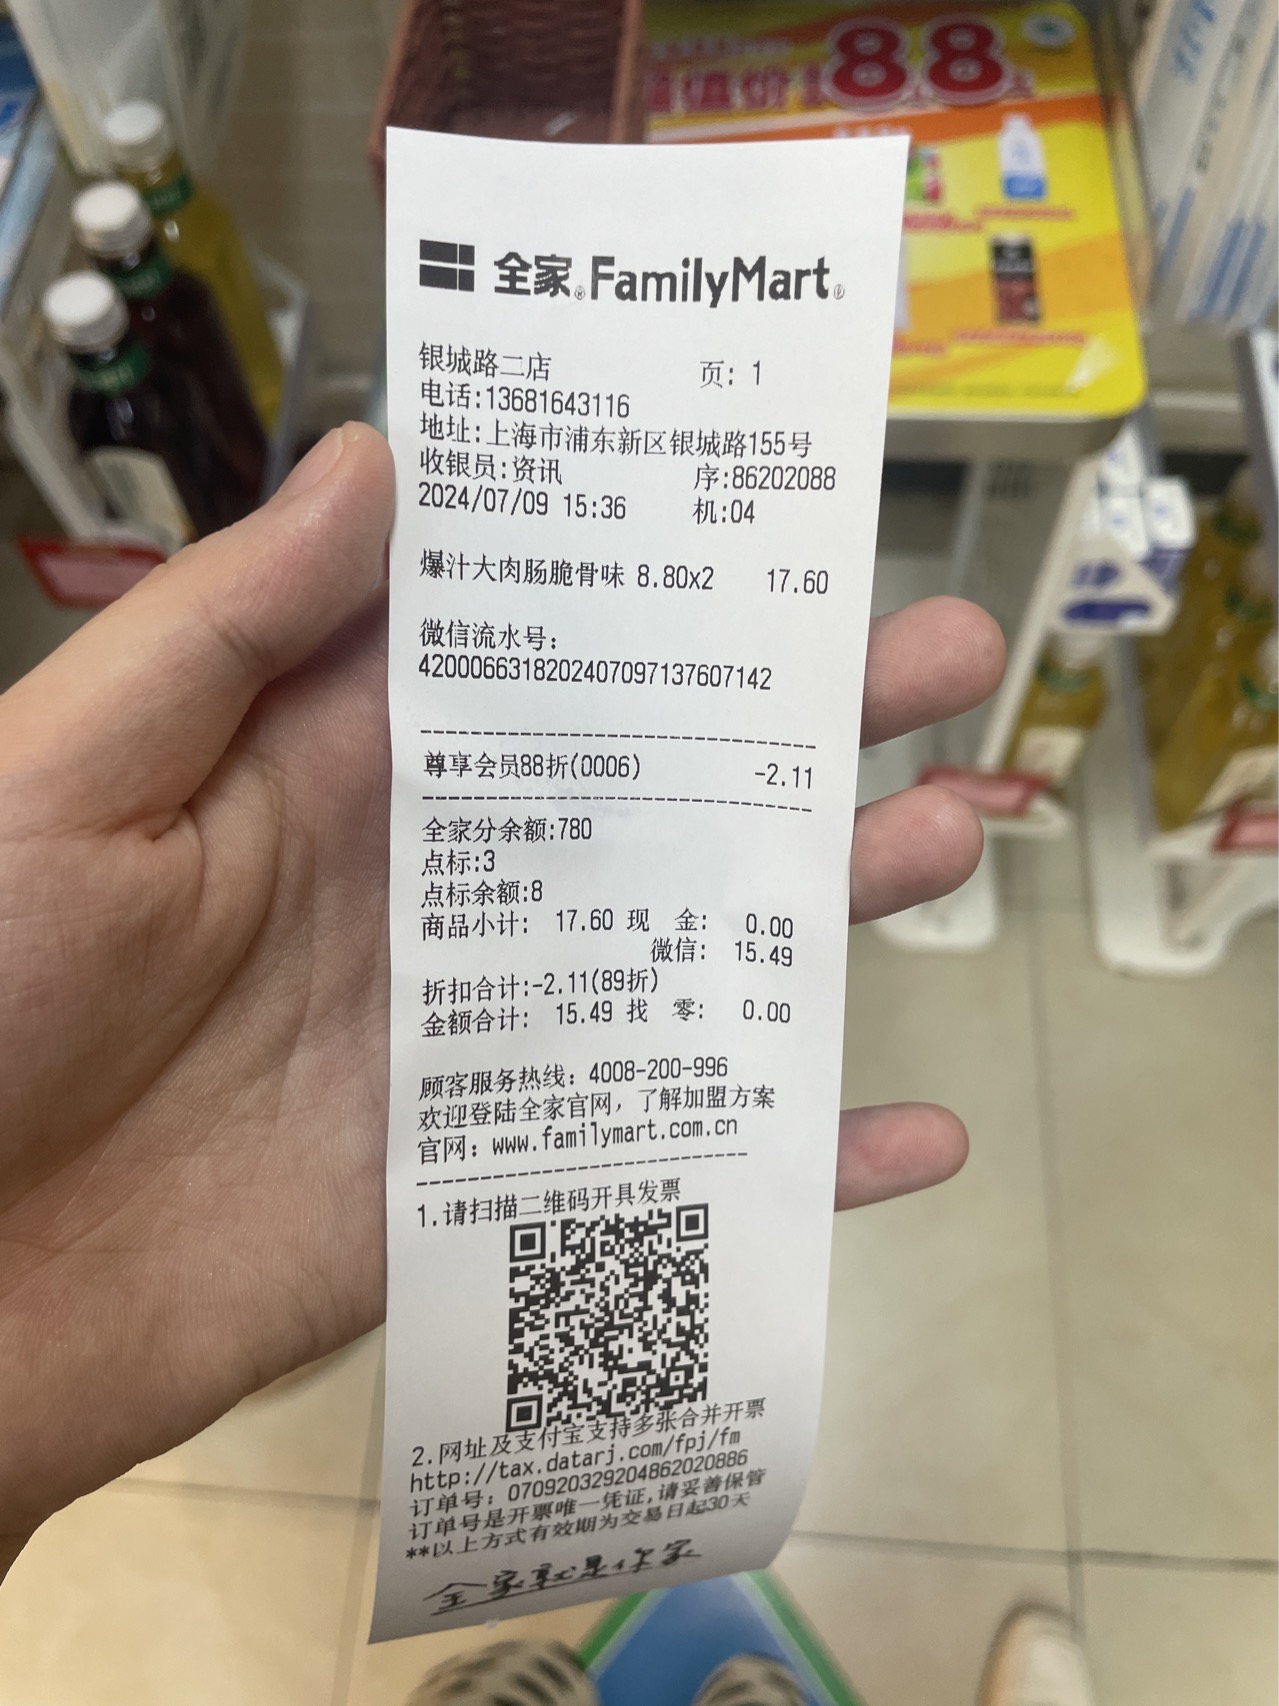 88
全家 FamilyMart
银城路二店 页: 1
电话:13681643116
地址:上海市浦东新区银城路155号
收银员:资讯 序:86202088
2024/07/09 15:36 机:04
爆汁大肉肠脆骨味 8.80x2 17.60
微信流水号:
4200066318202407097137607142
尊享会员88折(0006) -2.11
全家分余额:780
点标:3
点标余额:8
商品小计: 17.60 现 金: 0.00
微信: 15.49
折扣合计:-2.11(89折)
金额合计: 15.49 找 零: 0.00
顾客服务热线: 4008-200-996
欢迎登陆全家官网, 了解加盟方案
官网: www.familymart.com.cn
1.请扫描二维码开具发票
2.网址及支付宝支持多张合并开票
http://tax.datarj.com/fpj/fm
订单号: 070920329204862020886
订单号是开票唯一凭证,请妥善保管
**以上方式有效期为交易日起30天
全家就是你家